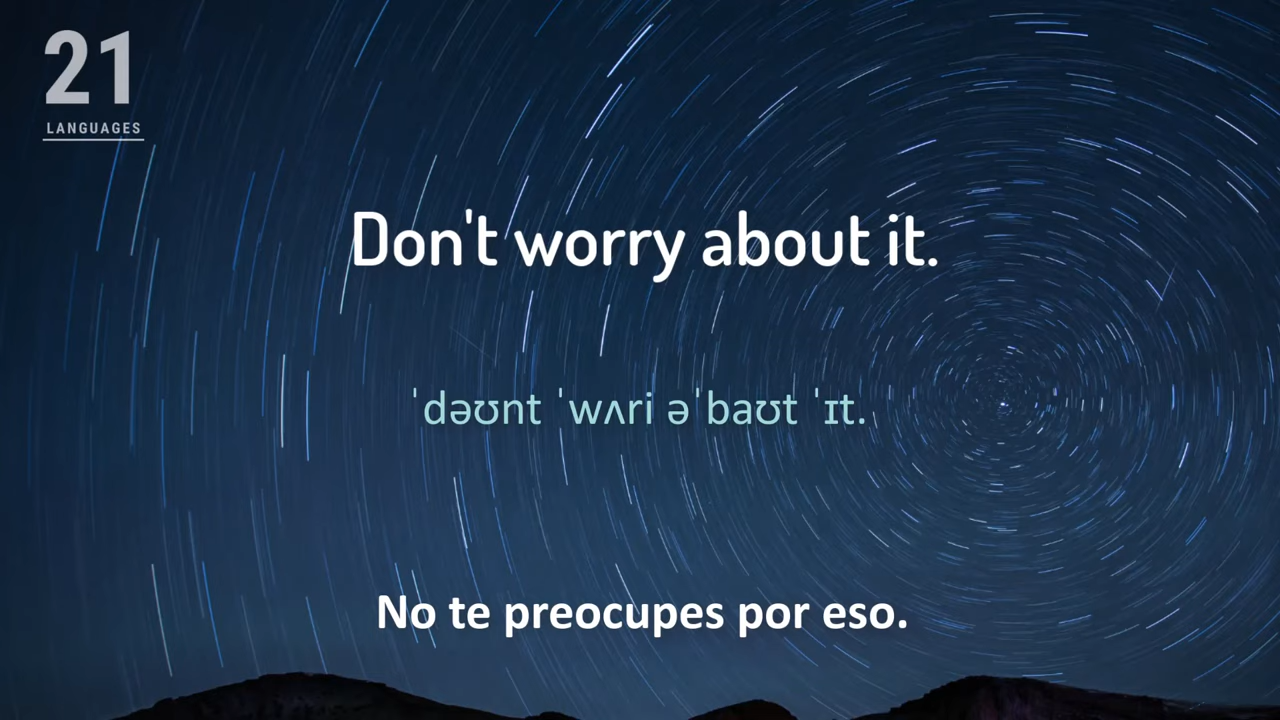 21
LANGUAGES
Don't worry about it.
ˈdəʊnt ˈwʌri əˈbaʊt ˈɪt.
No te preocupes por eso.